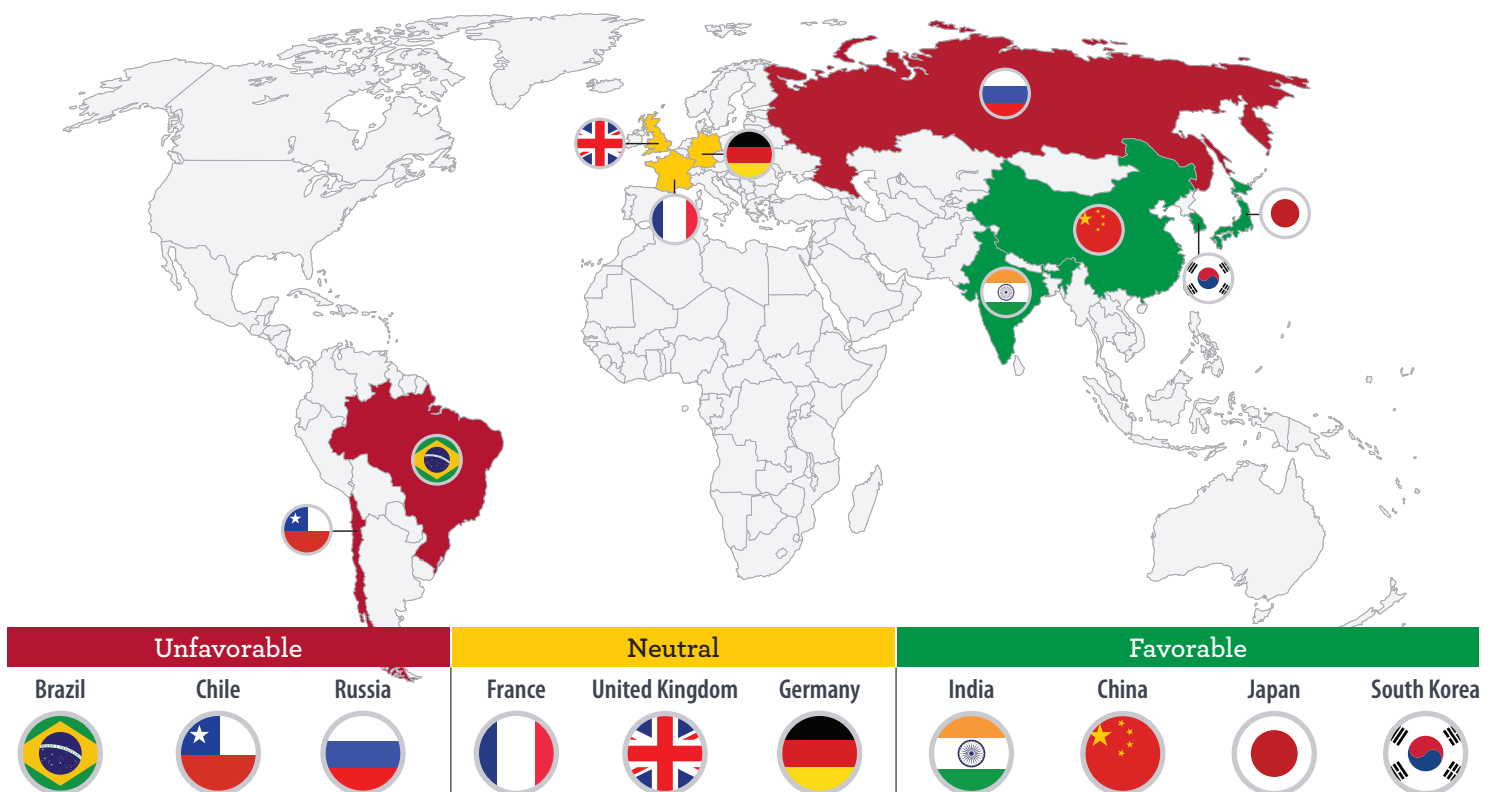 Unfavorable
Neutral
Favorable
Brazil
Chile
Russia
France
United Kingdom
Germany
India
China
Japan
South Korea